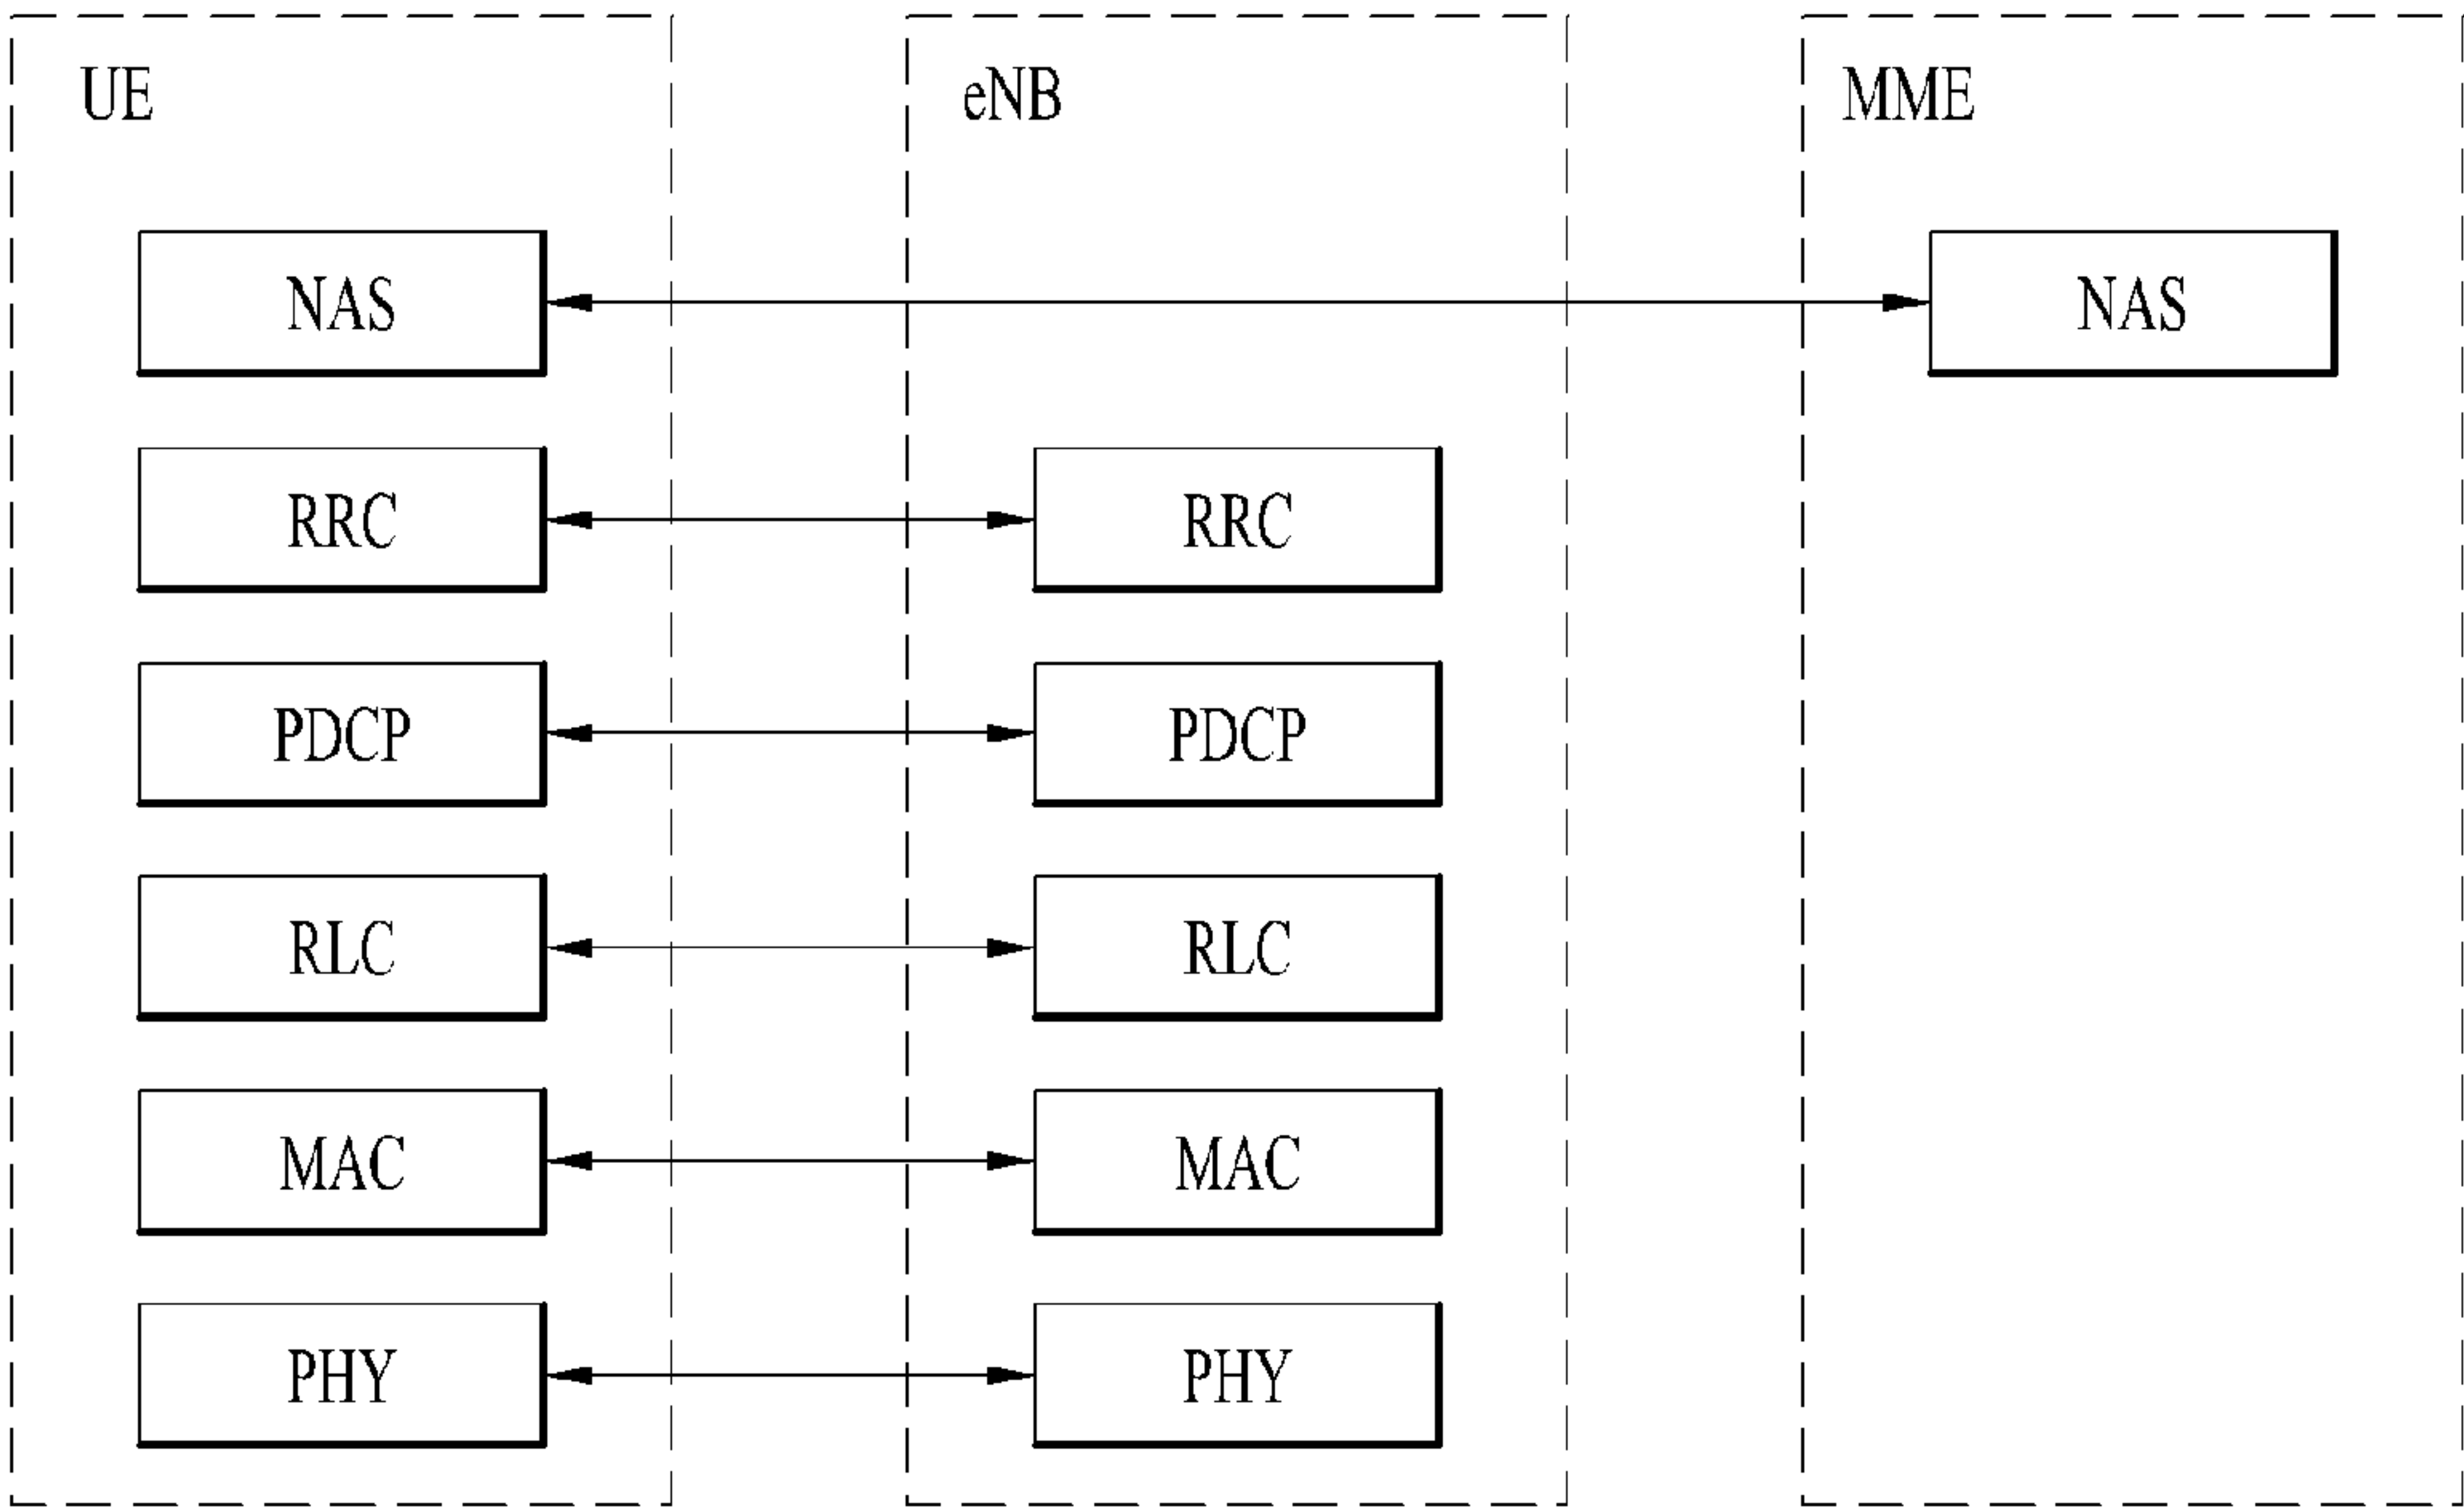 UE eNB MME
NAS NAS
RRC RRC
PDCP PDCP
RLC RLC
MAC MAC
PHY PHY